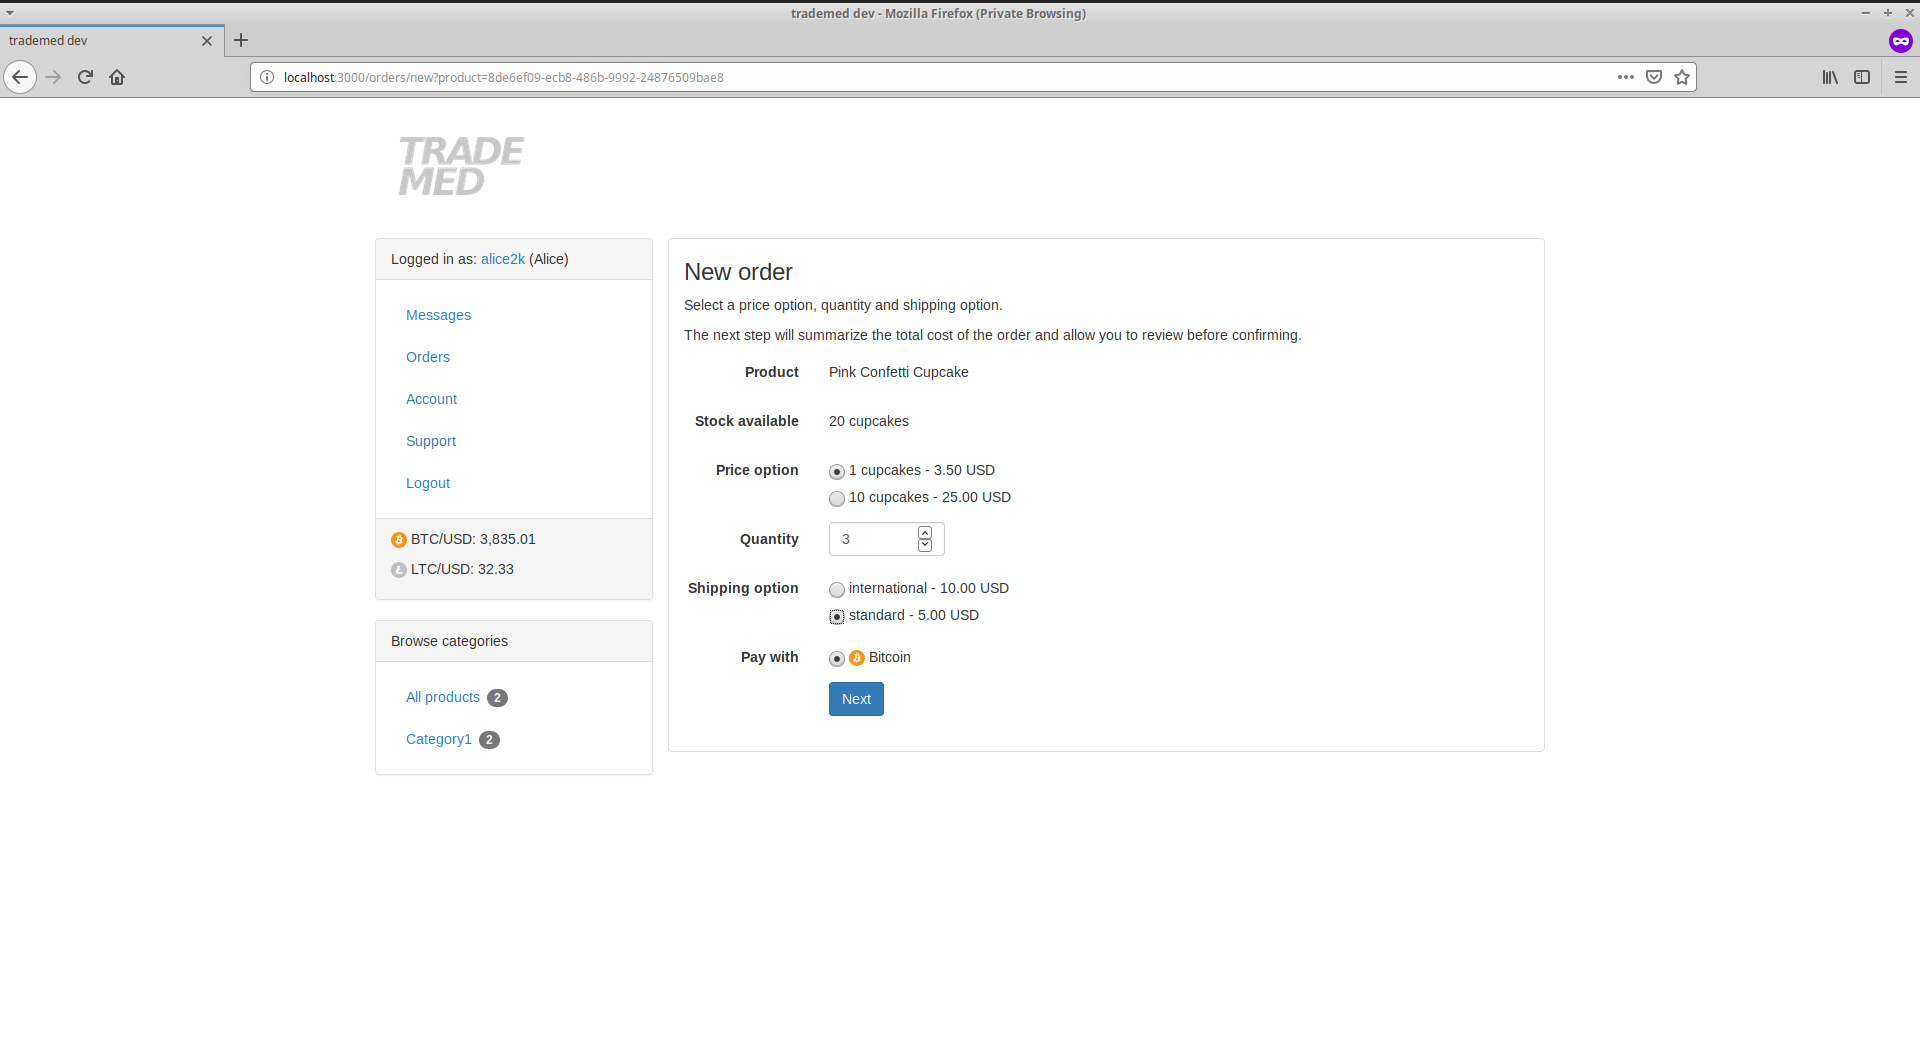 trademed dev - Mozilla Firefox (Private Browsing)
trademed dev
localhost:3000/orders/new?product=8de6ef09-ecb8-486b-9992-24876509bae8
TRADE
MED
Logged in as: alice2k (Alice)
Messages
Orders
Account
Support
Logout
BTC/USD: 3,835.01
LTC/USD: 32.33
Browse categories
All products 2
Category1 2
New order
Select a price option, quantity and shipping option.
The next step will summarize the total cost of the order and allow you to review before confirming.
Product Pink Confetti Cupcake
Stock available 20 cupcakes
Price option 1 cupcakes - 3.50 USD
10 cupcakes - 25.00 USD
Quantity 3
Shipping option international - 10.00 USD
standard - 5.00 USD
Pay with Bitcoin
Next